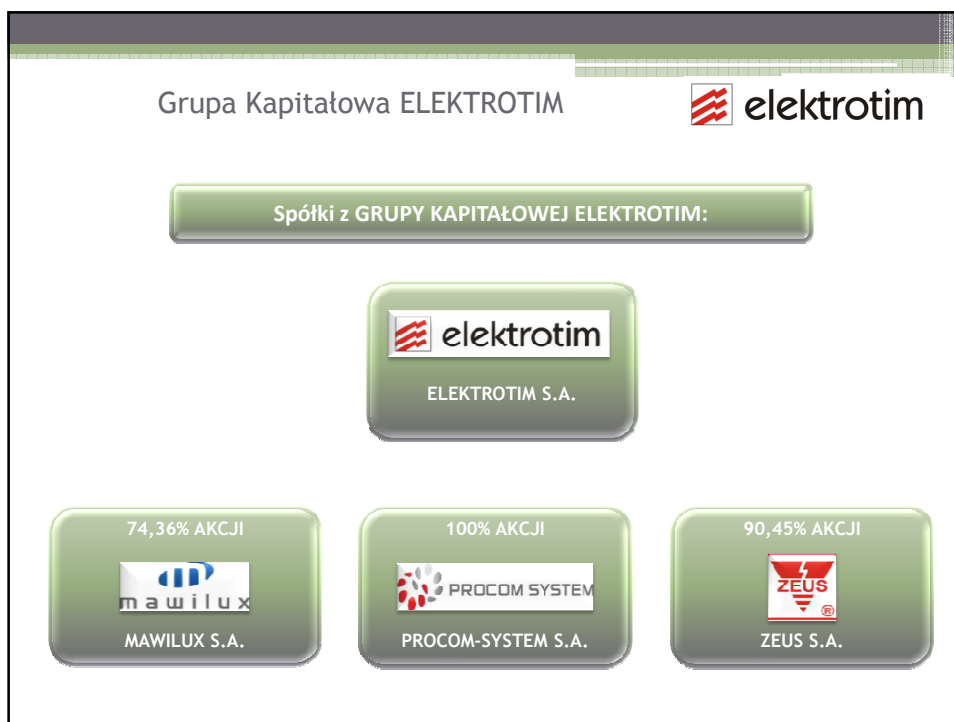 Grupa Kapitałowa ELEKTROTIM
elektrotim
Spółki z GRUPY KAPITAŁOWEJ ELEKTROTIM:
elektrotim
ELEKTROTIM S.A.
74,36% AKCJI
mawilux
MAWILUX S.A.
100% AKCJI
PROCOM SYSTEM
PROCOM-SYSTEM S.A.
90,45% AKCJI
ZEUS
®
ZEUS S.A.